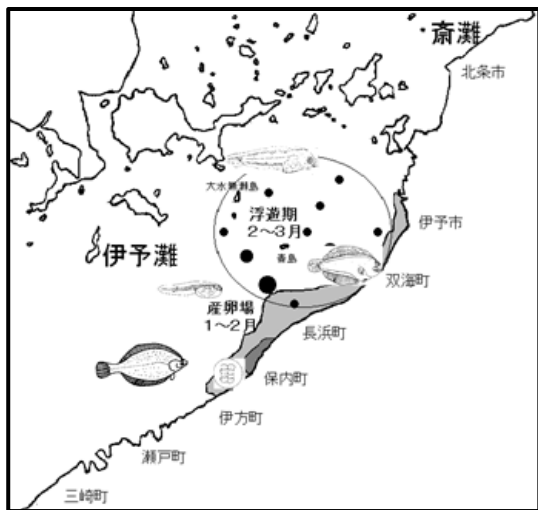 斎灘
北条市
大水無瀬島
浮遊期
2～3月
伊予市
伊予灘
青島
双海町
産卵場
1～2月
長浜町
保内町
伊方町
瀬戸町
三崎町